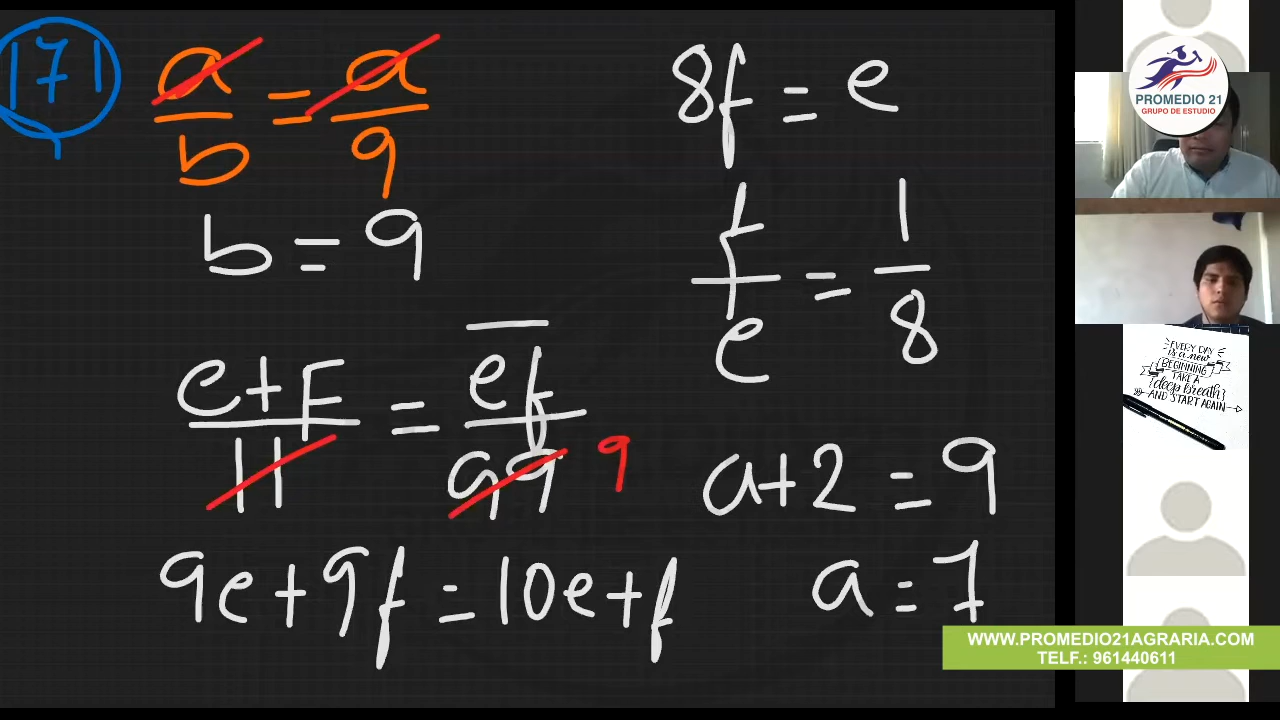 171
a/b = a/9
b = 9
e+F/11 = ef/99 9
9e + 9f = 10e + f
8f = e
f/e = 1/8
a + 2 = 9
a = 7
PROMEDIO 21
GRUPO DE ESTUDIO
EVERY DAY
is a new
BEGINNING
TAKE A
deep breath
AND START AGAIN
WWW.PROMEDIO21AGRARIA.COM
TELF.: 961440611